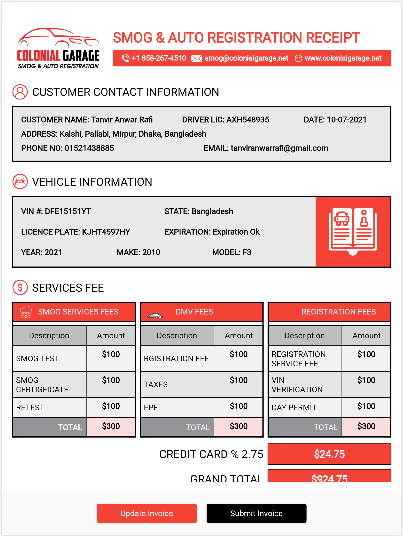 COLONIAL GARAGE
SMOG & AUTO REGISTRATION
SMOG & AUTO REGISTRATION RECEIPT
+1 858-267-4510 smog@colonialgarage.net www.colonialgarage.net
CUSTOMER CONTACT INFORMATION
CUSTOMER NAME: Tanvir Anwar Rafi DRIVER LIC: AXH548935 DATE: 10-07-2021
ADDRESS: Kalshi, Pallabi, Mirpur, Dhaka, Bangladesh
PHONE NO: 01521438885 EMAIL: tanviranwarrafi@gmail.com
VEHICLE INFORMATION
VIN #: DFE15151YT STATE: Bangladesh
LICENCE PLATE: KJHT4597HY EXPIRATION: Expiration Ok
YEAR: 2021 MAKE: 2010 MODEL: F3
SERVICES FEE
SMOG SERVICES FEES DMV FEES REGISTRATION FEES
Description Amount Description Amount Description Amount
SMOG TEST $100 RGISTRATION FEE $100 REGISTRATION SERVICE FEE $100
SMOG CERTIGFICATE $100 TAXES $100 VIN VERIFICATION $100
RETEST $100 EPF $100 DAY PERMIT $100
TOTAL $300 TOTAL $300 TOTAL $300
CREDIT CARD % 2.75 $24.75
GRAND TOTAL $924.75
Update Invoice Submit Invoice